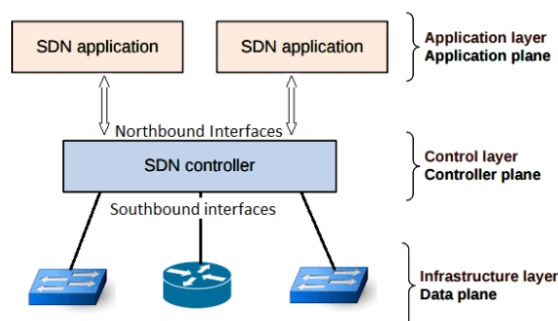 SDN application
SDN application
Application layer
Application plane
Northbound Interfaces
SDN controller
Control layer
Controller plane
Southbound interfaces
Infrastructure layer
Data plane